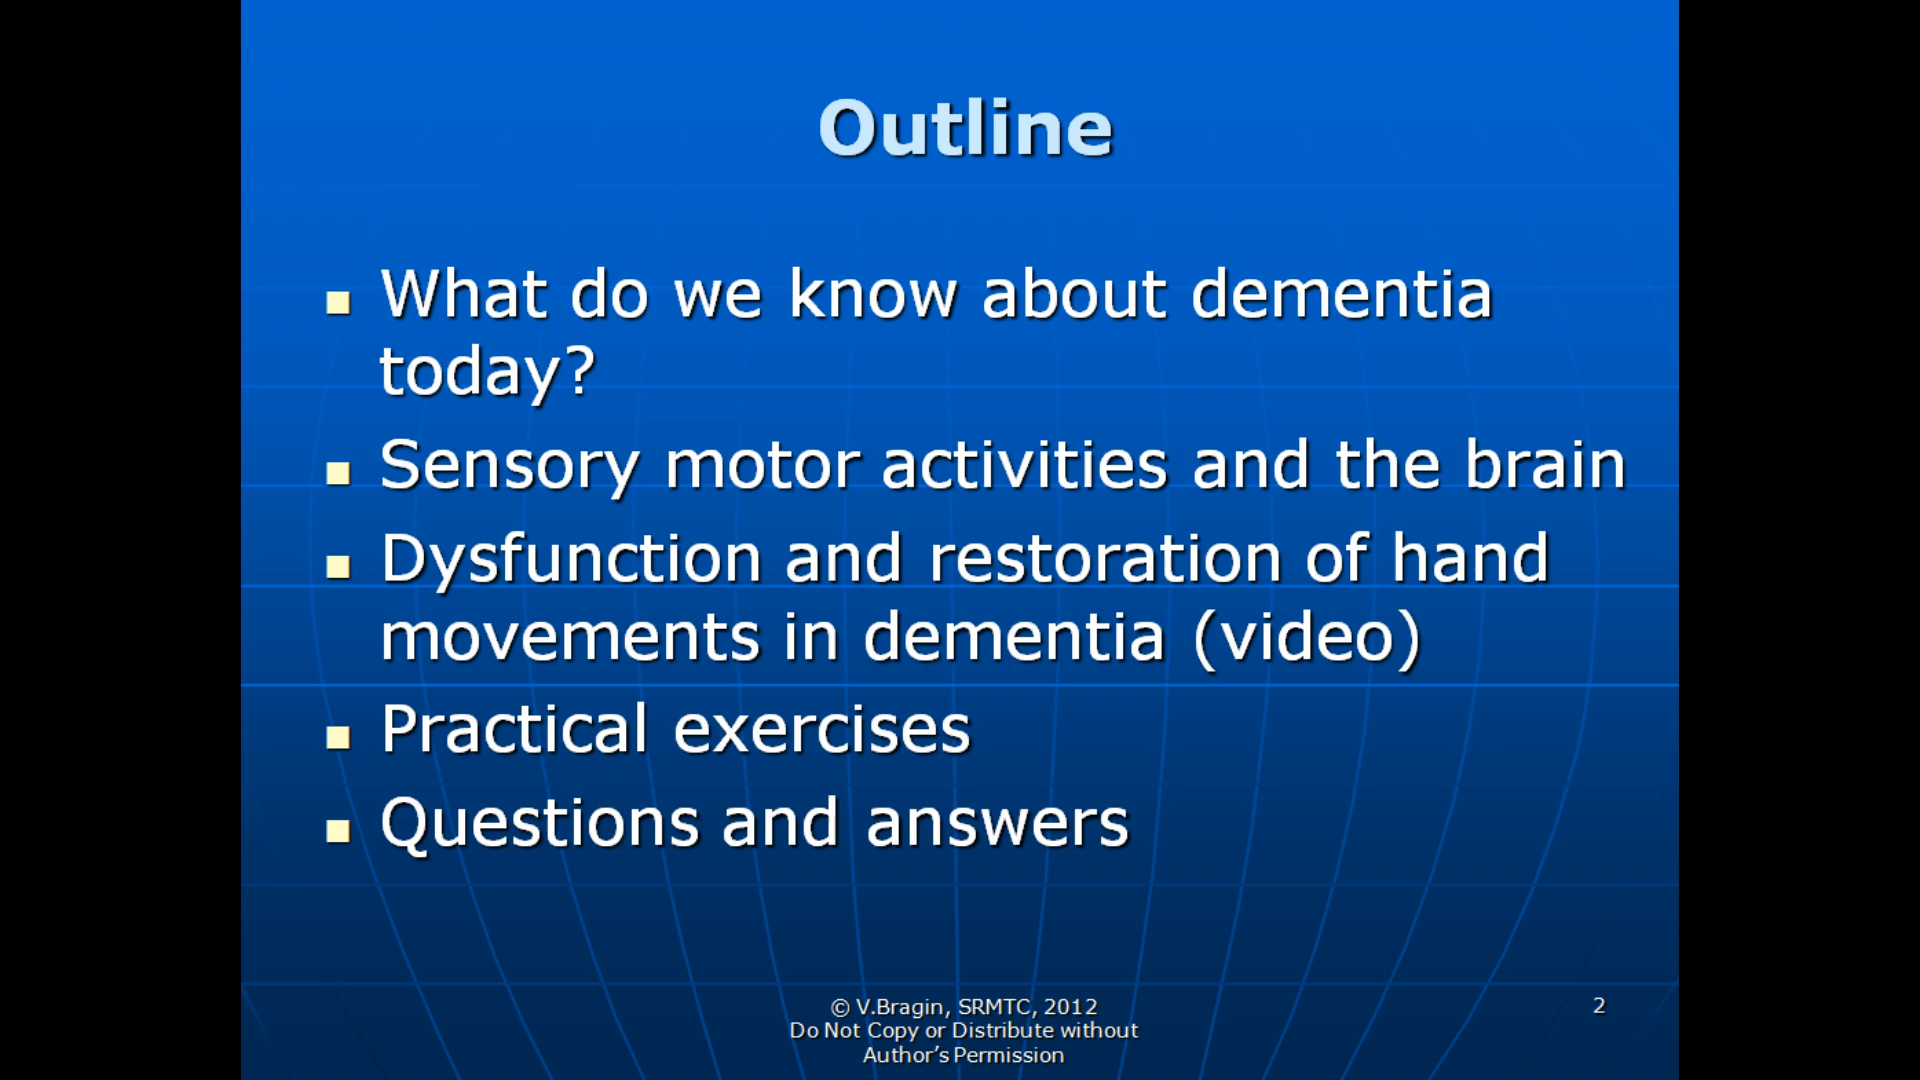 Outline
What do we know about dementia
today?
Sensory motor activities and the brain
Dysfunction and restoration of hand
movements in dementia (video)
Practical exercises
Questions and answers
© V.Bragin, SRMTC, 2012
Do Not Copy or Distribute without
Author's Permission
2